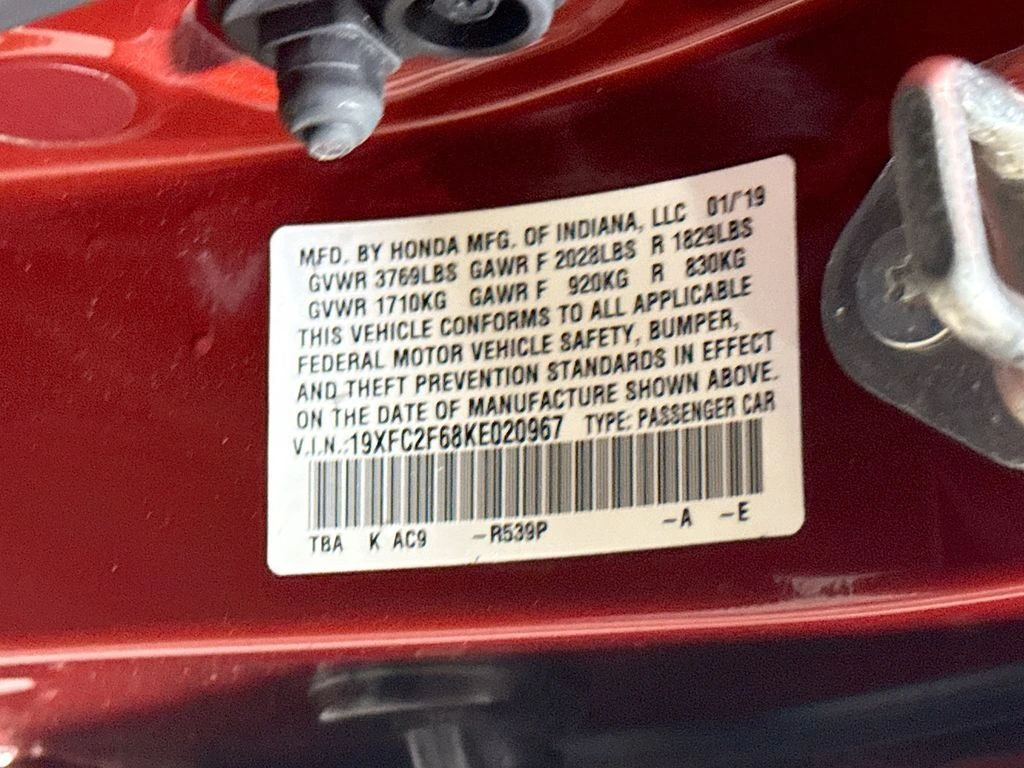 MFD. BY HONDA MFG. OF INDIANA, LLC 01/'19
GVWR 3769LBS GAWR F 2028LBS R 1829LBS
GVWR 1710KG GAWR F 920KG R 830KG
THIS VEHICLE CONFORMS TO ALL APPLICABLE
FEDERAL MOTOR VEHICLE SAFETY, BUMPER,
AND THEFT PREVENTION STANDARDS IN EFFECT
ON THE DATE OF MANUFACTURE SHOWN ABOVE.
V.I.N.:19XFC2F68KE020967 TYPE: PASSENGER CAR
TBA K AC9 -R539P -A -E